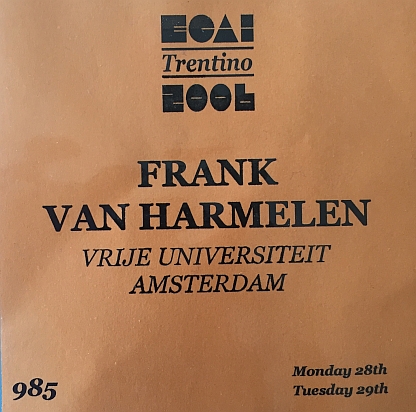 ECAI
Trentino
2006
FRANK
VAN HARMELEN
VRIJE UNIVERSITEIT
AMSTERDAM
985
Monday 28th
Tuesday 29th